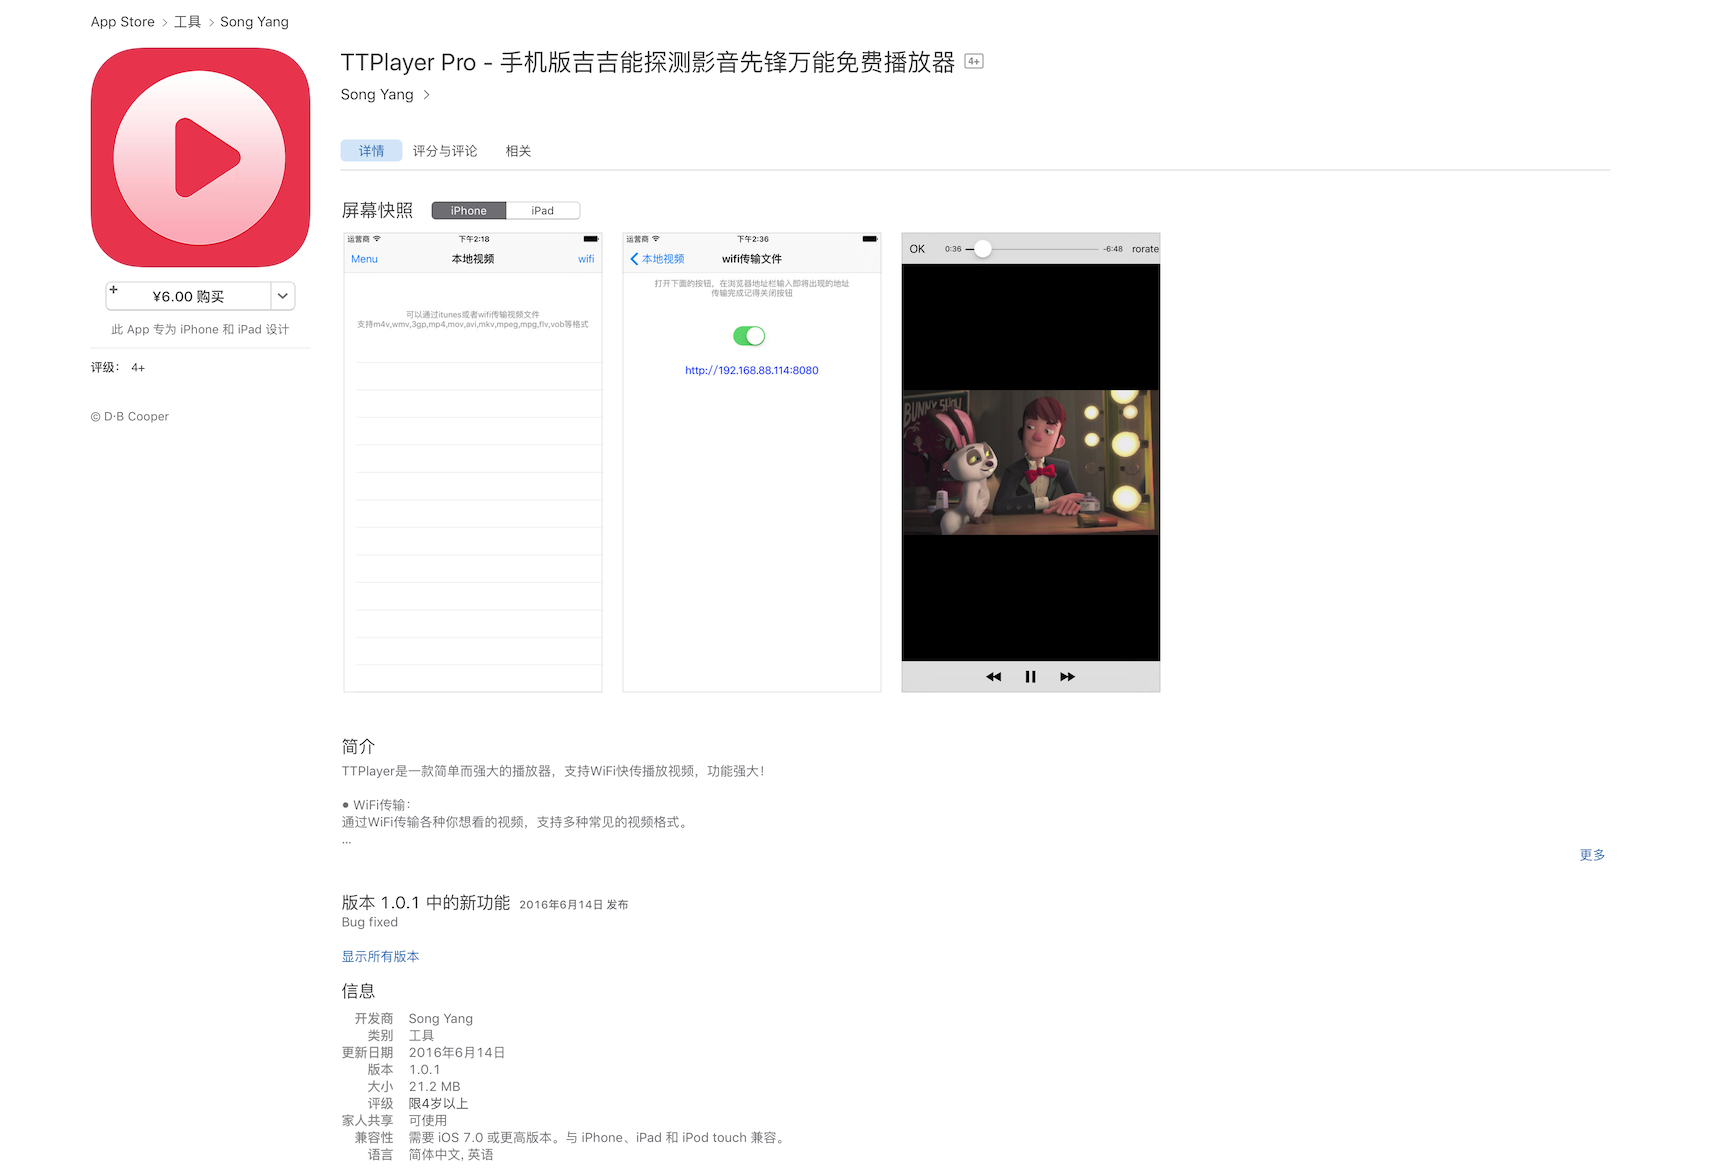 App Store > 工具 > Song Yang
TTPlayer Pro - 手机版吉吉能探测影音先锋万能免费播放器 4+
Song Yang >
详情 评分与评论 相关
屏幕快照 iPhone iPad
运营商 下午2:18
Menu 本地视频 wifi
可以通过itunes或者wifi传输视频文件
支持m4v,wmv,3gp,mp4,mov,avi,mkv,mpeg,mpg,flv,vob等格式
运营商 下午2:36
本地视频 wifi传输文件
打开下面的按钮，在浏览器地址栏输入即将出现的地址
传输完成记得关闭按钮
http://192.168.88.114:8080
OK 0:36 -6:48 rorate
BUNNY SHOW
+ ¥6.00 购买
此 App 专为 iPhone 和 iPad 设计
评级： 4+
© D·B Cooper
简介
TTPlayer是一款简单而强大的播放器，支持WiFi快传播放视频，功能强大！
● WiFi传输：
通过WiFi传输各种你想看的视频，支持多种常见的视频格式。
...
更多
版本 1.0.1 中的新功能 2016年6月14日 发布
Bug fixed
显示所有版本
信息
开发商 Song Yang
类别 工具
更新日期 2016年6月14日
版本 1.0.1
大小 21.2 MB
评级 限4岁以上
家人共享 可使用
兼容性 需要 iOS 7.0 或更高版本。与 iPhone、iPad 和 iPod touch 兼容。
语言 简体中文, 英语